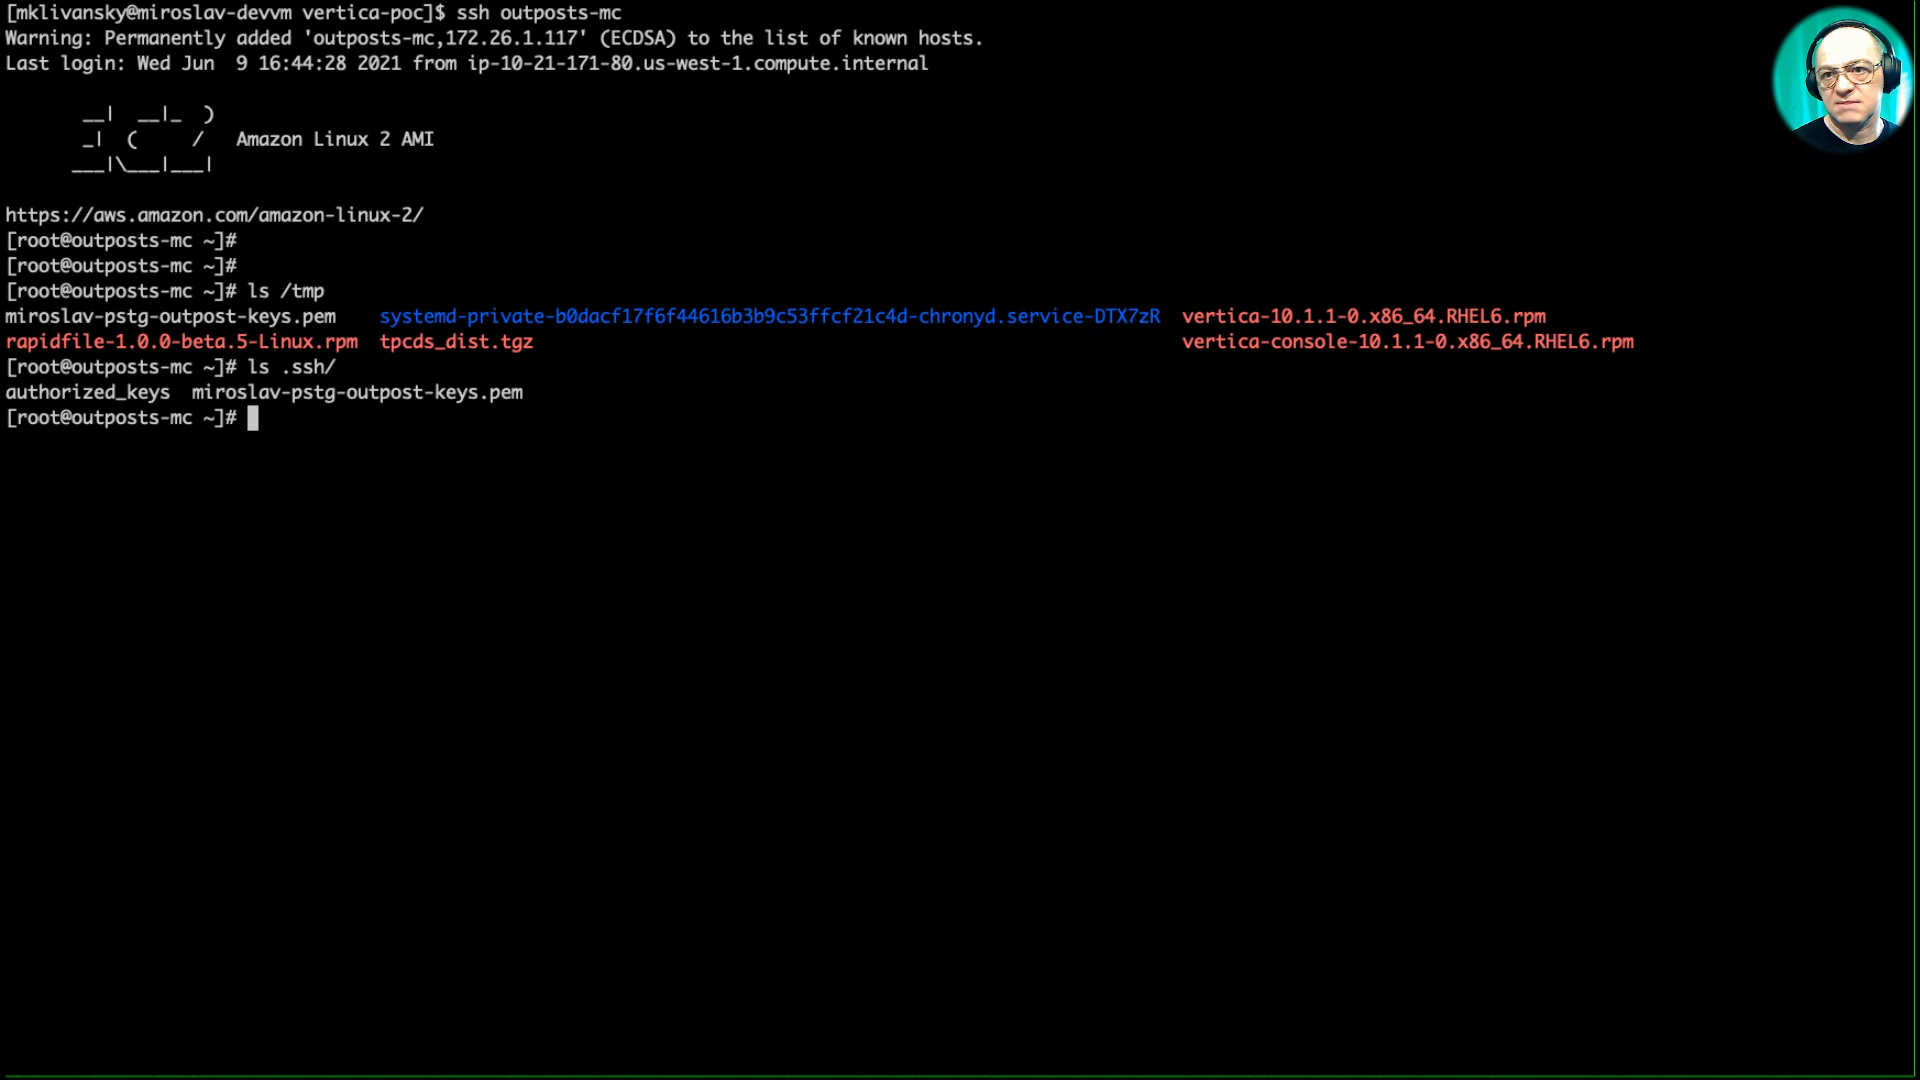 [mklivansky@miroslav-devvm vertica-poc]$ ssh outposts-mc
Warning: Permanently added 'outposts-mc,172.26.1.117' (ECDSA) to the list of known hosts.
Last login: Wed Jun  9 16:44:28 2021 from ip-10-21-171-80.us-west-1.compute.internal
       __|  __|_  )
       _|  (     /   Amazon Linux 2 AMI
      ___|\___|___|
https://aws.amazon.com/amazon-linux-2/
[root@outposts-mc ~]#
[root@outposts-mc ~]#
[root@outposts-mc ~]# ls /tmp
miroslav-pstg-outpost-keys.pem    systemd-private-b0dacf17f6f44616b3b9c53ffcf21c4d-chronyd.service-DTX7zR  vertica-10.1.1-0.x86_64.RHEL6.rpm
rapidfile-1.0.0-beta.5-Linux.rpm  tpcds_dist.tgz                                                           vertica-console-10.1.1-0.x86_64.RHEL6.rpm
[root@outposts-mc ~]# ls .ssh/
authorized_keys  miroslav-pstg-outpost-keys.pem
[root@outposts-mc ~]#